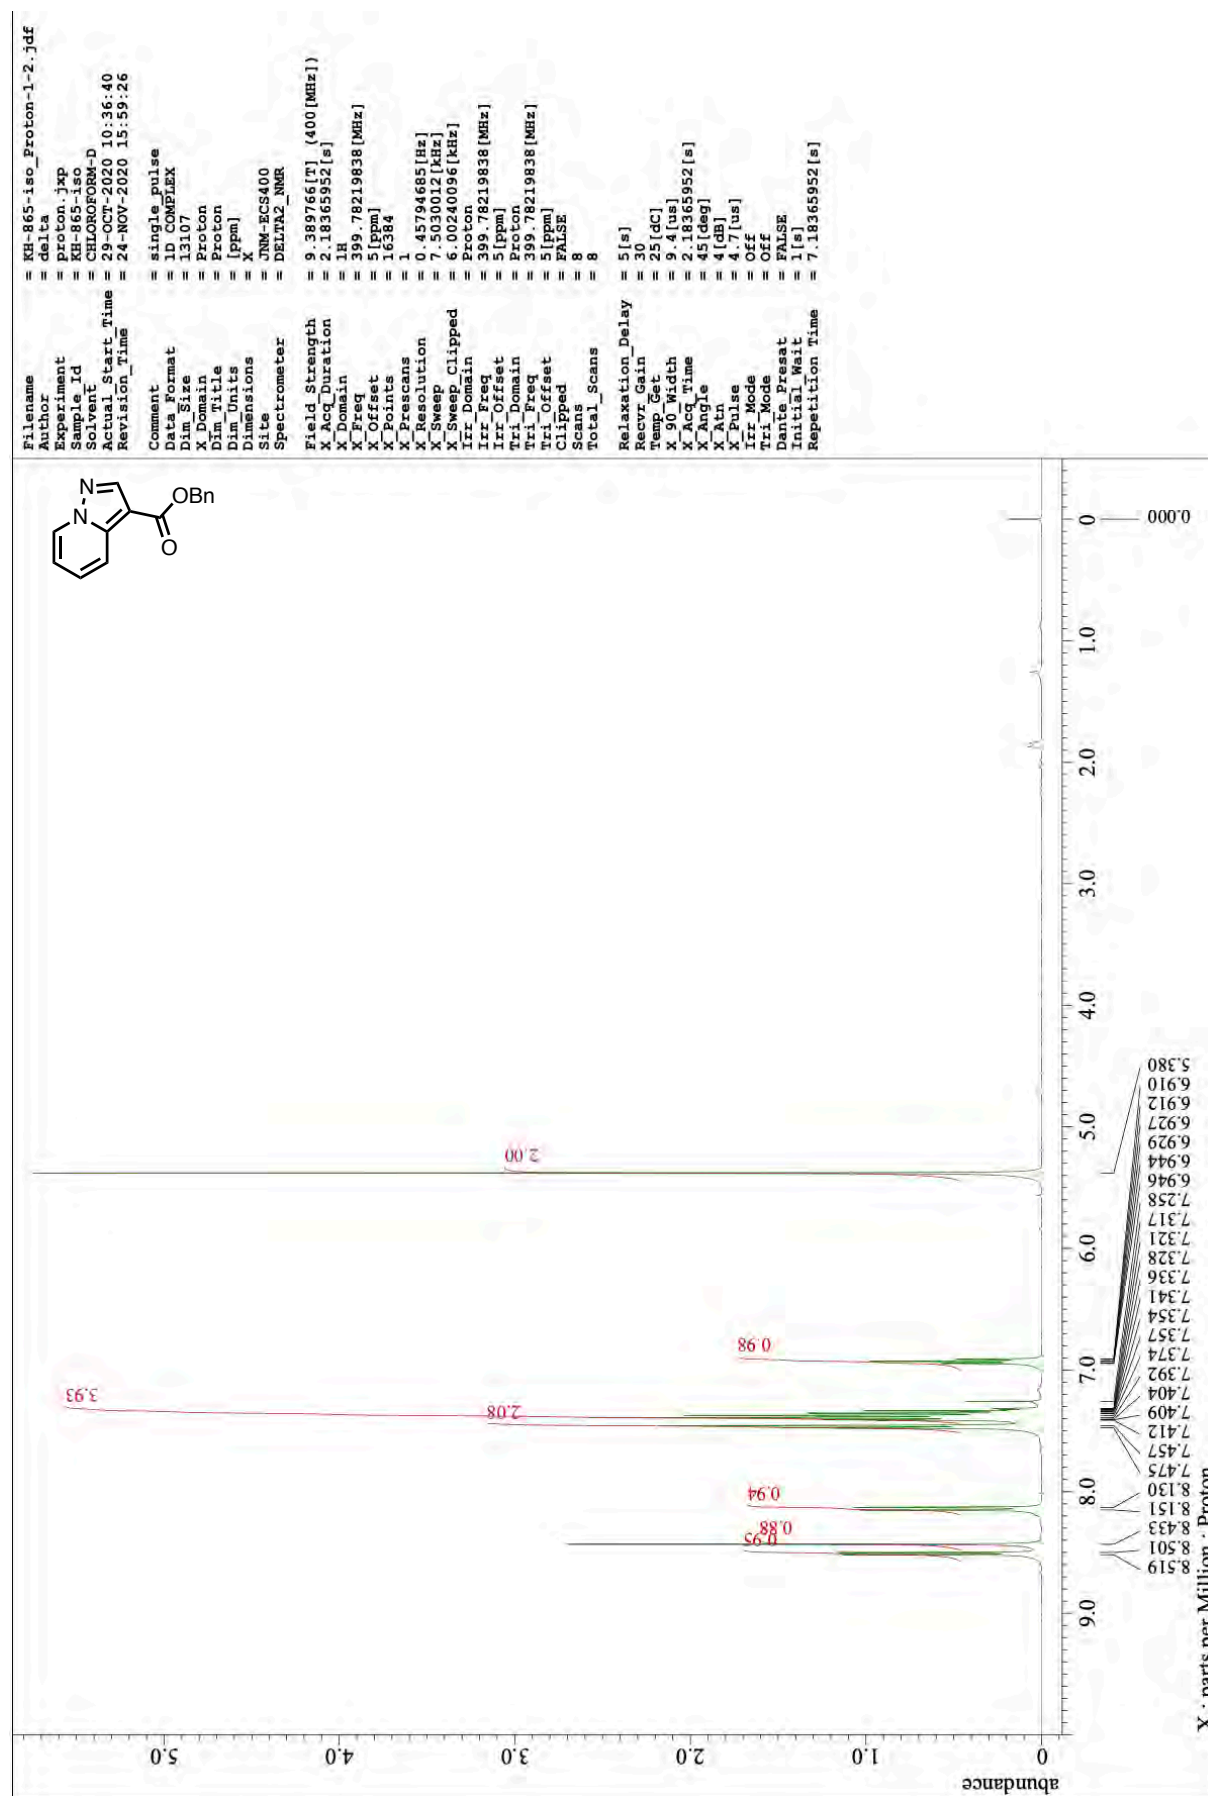 Filename = KH-865-iso_Proton-1-2.jdf
Author = delta
Experiment = proton.jxp
Sample_Id = KH-865-iso
Solvent = CHLOROFORM-D
Actual_Start_Time = 29-OCT-2020 10:36:40
Revision_Time = 24-NOV-2020 15:59:26
Comment = single_pulse
Data_Format = 1D COMPLEX
Dim_Size = 13107
X_Domain = Proton
Dim_Title = Proton
Dim_Units = [ppm]
Dimensions = X
Site = JNM-ECS400
Spectrometer = DELTA2_NMR
Field_Strength = 9.389766[T] (400[MHz])
X_Acq_Duration = 2.18365952[s]
X_Domain = 1H
X_Freq = 399.78219838[MHz]
X_Offset = 5[ppm]
X_Points = 16384
X_Prescans = 1
X_Resolution = 0.45794685[Hz]
X_Sweep = 7.5030012[kHz]
X_Sweep_Clipped = 6.00240096[kHz]
Irr_Domain = Proton
Irr_Freq = 399.78219838[MHz]
Irr_Offset = 5[ppm]
Tri_Domain = Proton
Tri_Freq = 399.78219838[MHz]
Tri_Offset = 5[ppm]
Clipped = FALSE
Scans = 8
Total_Scans = 8
Relaxation_Delay = 5[s]
Recvr_Gain = 30
Temp_Get = 25[dC]
X_90_Width = 9.4[us]
X_Acq_Time = 2.18365952[s]
X_Angle = 45[deg]
X_Atn = 4[dB]
X_Pulse = 4.7[us]
Irr_Mode = Off
Tri_Mode = Off
Dante_Presat = FALSE
Initial_Wait = 1[s]
Repetition_Time = 7.18365952[s]
N
N
OBn
O
abundance
0 1.0 2.0 3.0 4.0 5.0
0.95
0.88
0.94
2.08
3.93
0.98
2.00
9.0 8.0 7.0 6.0 5.0 4.0 3.0 2.0 1.0 0
8.519
8.501
8.433
8.151
8.130
7.475
7.457
7.412
7.409
7.404
7.392
7.374
7.357
7.354
7.341
7.336
7.328
7.321
7.317
7.258
6.946
6.944
6.929
6.927
6.912
6.910
5.380
0.000
X : parts per Million : Proton